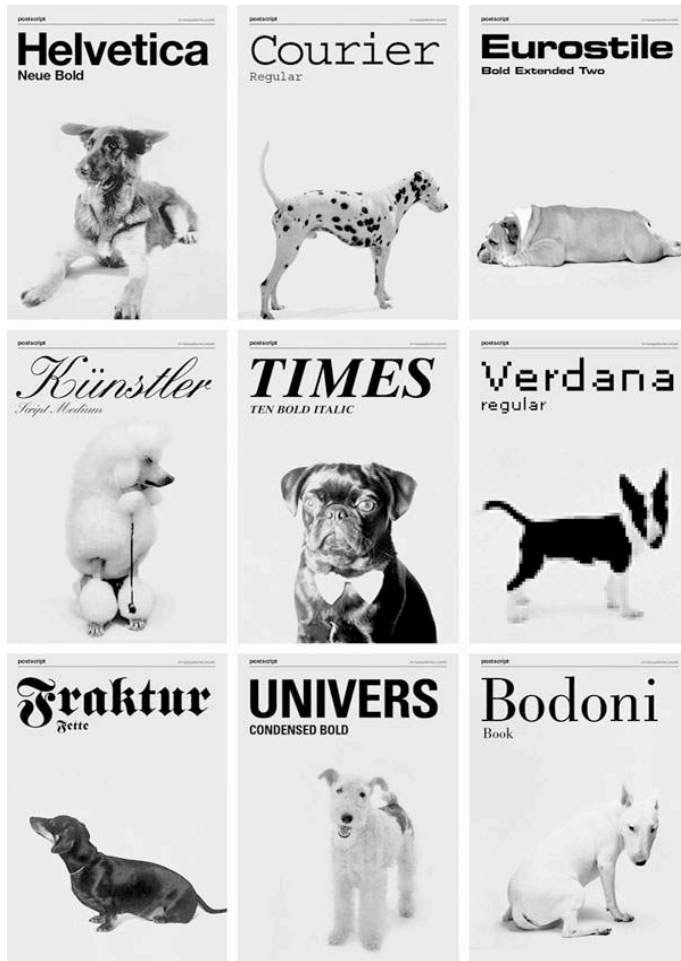 postscript
Helvetica
Neue Bold
postscript
Courier
Regular
postscript
Eurostile
Bold Extended Two
postscript
Künstler
Script Medium
postscript
TIMES
TEN BOLD ITALIC
postscript
Verdana
regular
postscript
Fraktur
Fette
postscript
UNIVERS
CONDENSED BOLD
postscript
Bodoni
Book